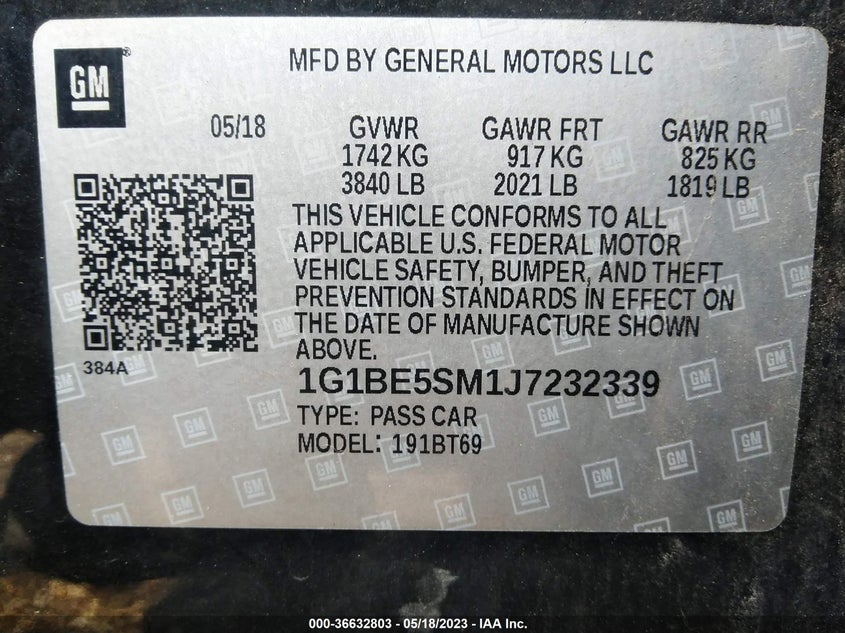 GM
MFD BY GENERAL MOTORS LLC
05/18 GVWR GAWR FRT GAWR RR
1742 KG 917 KG 825 KG
3840 LB 2021 LB 1819 LB
THIS VEHICLE CONFORMS TO ALL
APPLICABLE U.S. FEDERAL MOTOR
VEHICLE SAFETY, BUMPER, AND THEFT
PREVENTION STANDARDS IN EFFECT ON
THE DATE OF MANUFACTURE SHOWN
ABOVE.
384A
1G1BE5SM1J7232339
TYPE: PASS CAR
MODEL: 191BT69
000-36632803 - 05/18/2023 - IAA Inc.